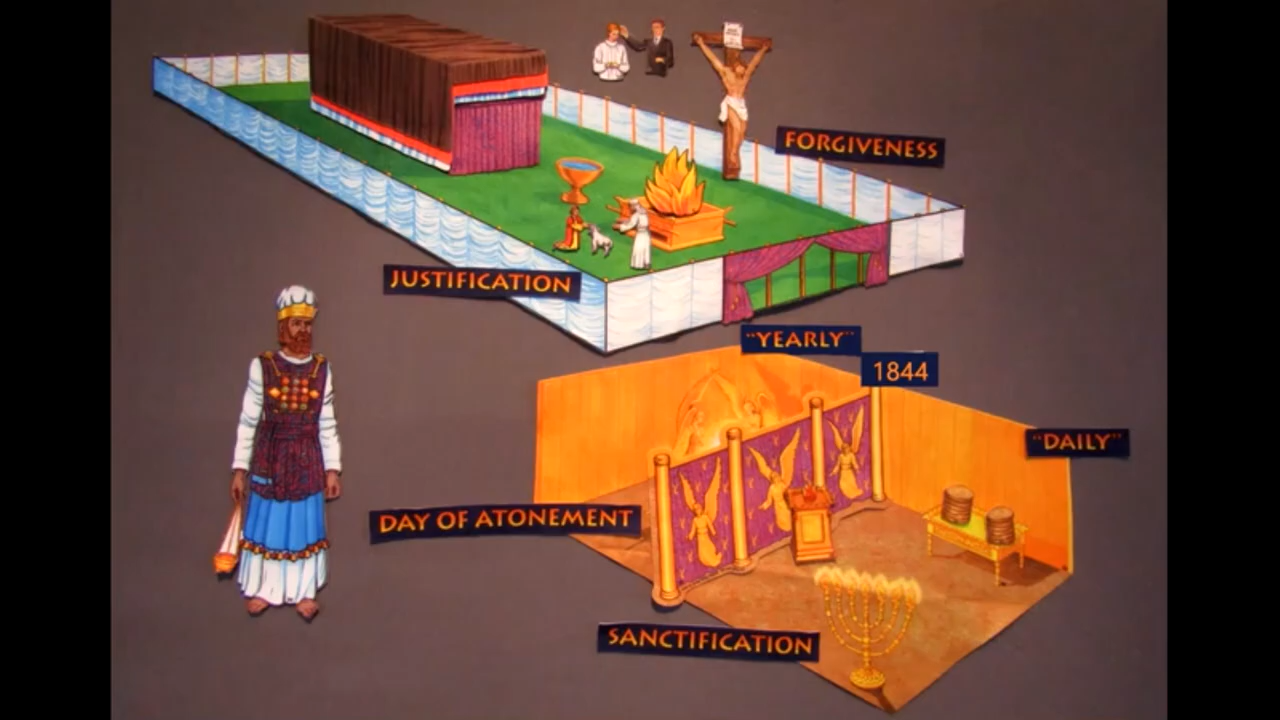 FORGIVENESS
JUSTIFICATION
"YEARLY"
1844
"DAILY"
DAY OF ATONEMENT
SANCTIFICATION